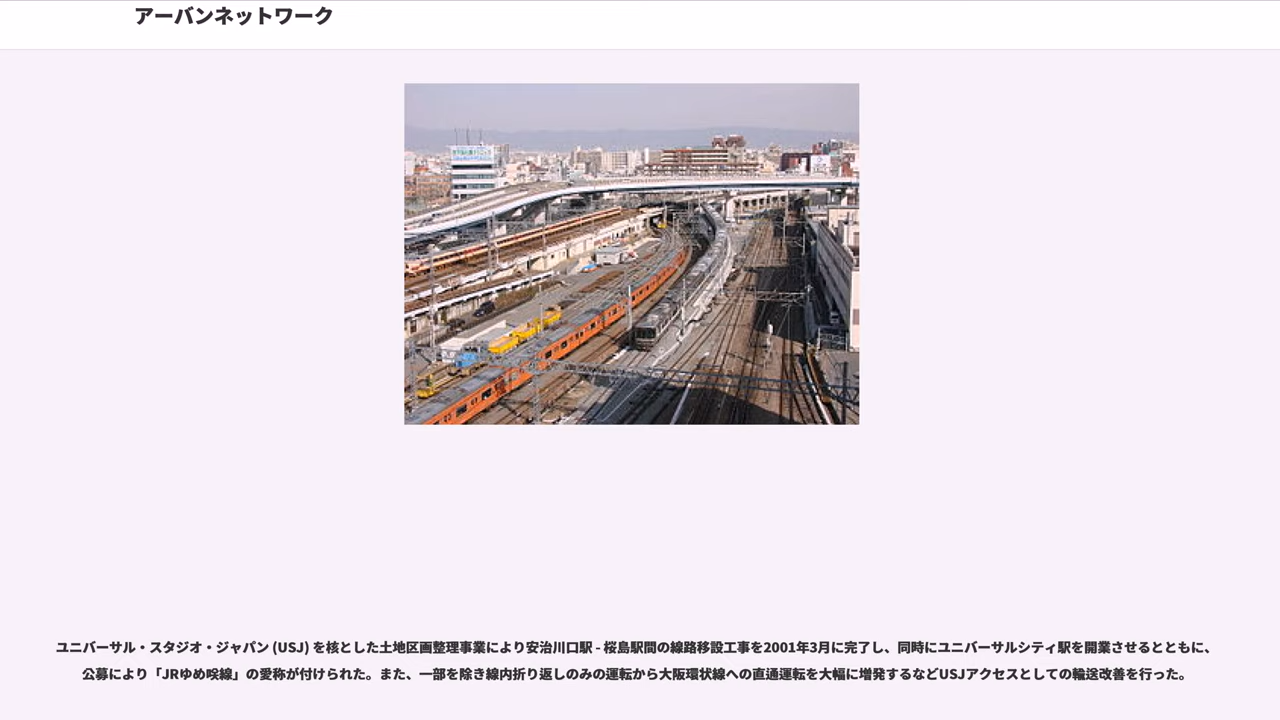 アーバンネットワーク
ユニバーサル・スタジオ・ジャパン (USJ) を核とした土地区画整理事業により安治川口駅 - 桜島駅間の線路移設工事を2001年3月に完了し、同時にユニバーサルシティ駅を開業させるとともに、
公募により「JRゆめ咲線」の愛称が付けられた。また、一部を除き線内折り返しのみの運転から大阪環状線への直通運転を大幅に増発するなどUSJアクセスとしての輸送改善を行った。